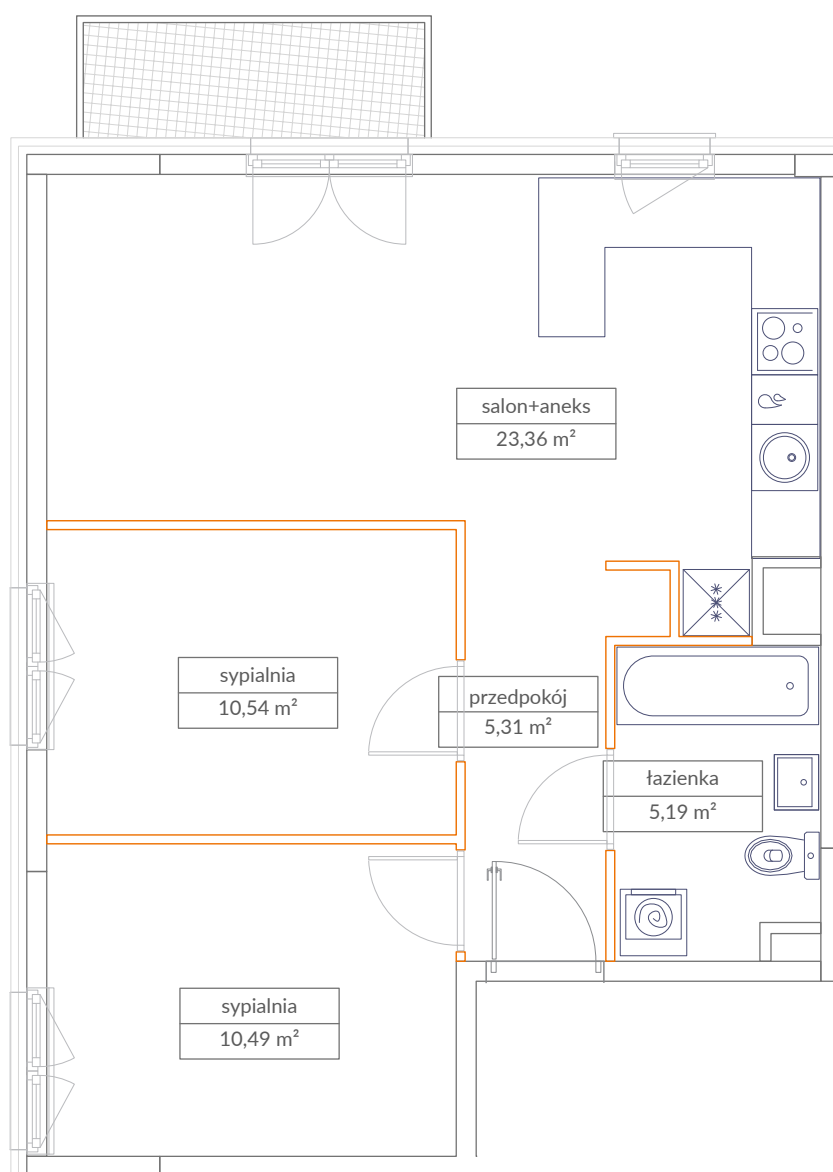 salon+aneks
23,36 m²
sypialnia
10,54 m²
przedpokój
5,31 m²
łazienka
5,19 m²
sypialnia
10,49 m²